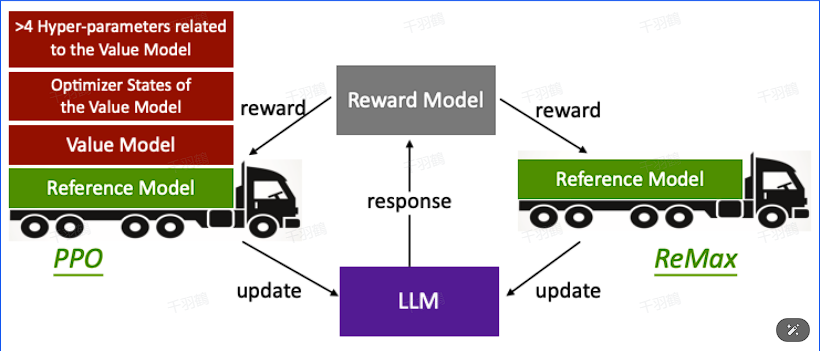 >4 Hyper-parameters related
to the Value Model
Optimizer States of
the Value Model
Value Model
Reference Model
PPO
reward
Reward Model
reward
response
update
LLM
update
Reference Model
ReMax
千羽鹤